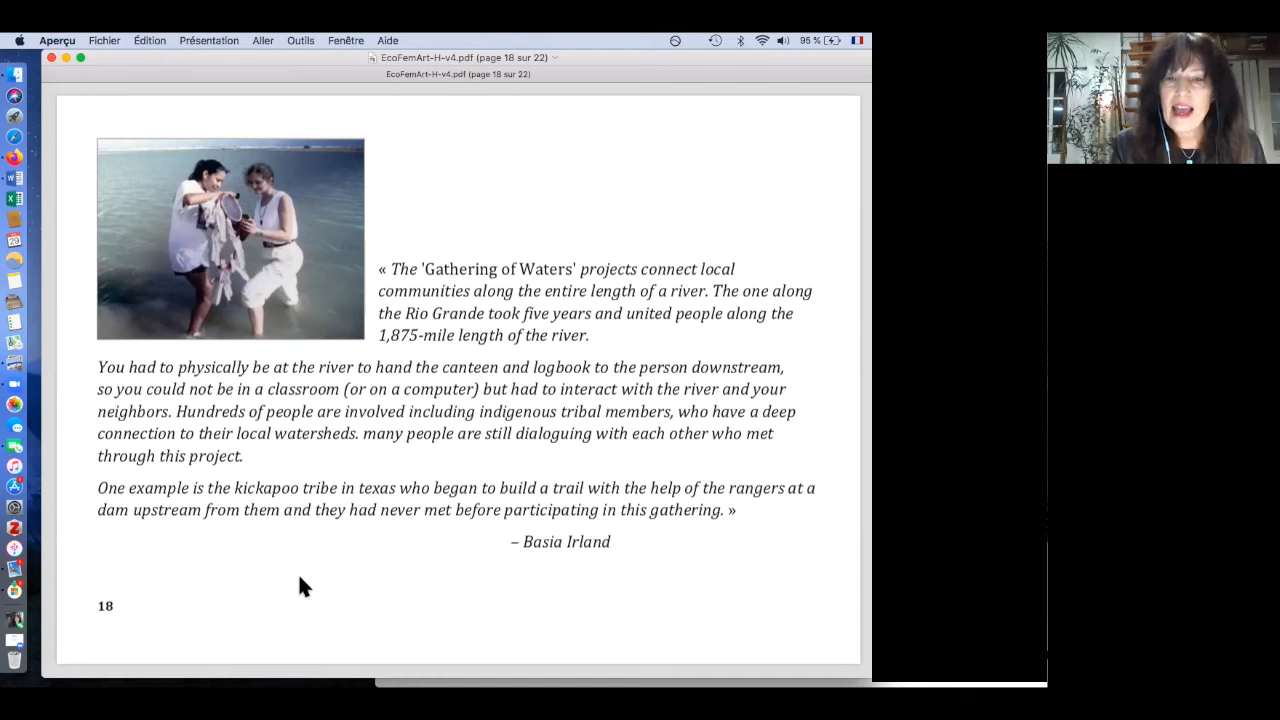 Aperçu Fichier Édition Présentation Aller Outils Fenêtre Aide 95 %
EcoFemArt-H-v4.pdf (page 18 sur 22)
EcoFemArt-H-v4.pdf (page 18 sur 22)
« The 'Gathering of Waters' projects connect local
communities along the entire length of a river. The one along
the Rio Grande took five years and united people along the
1,875-mile length of the river.
You had to physically be at the river to hand the canteen and logbook to the person downstream,
so you could not be in a classroom (or on a computer) but had to interact with the river and your
neighbors. Hundreds of people are involved including indigenous tribal members, who have a deep
connection to their local watersheds. many people are still dialoguing with each other who met
through this project.
One example is the kickapoo tribe in texas who began to build a trail with the help of the rangers at a
dam upstream from them and they had never met before participating in this gathering. »
– Basia Irland
18